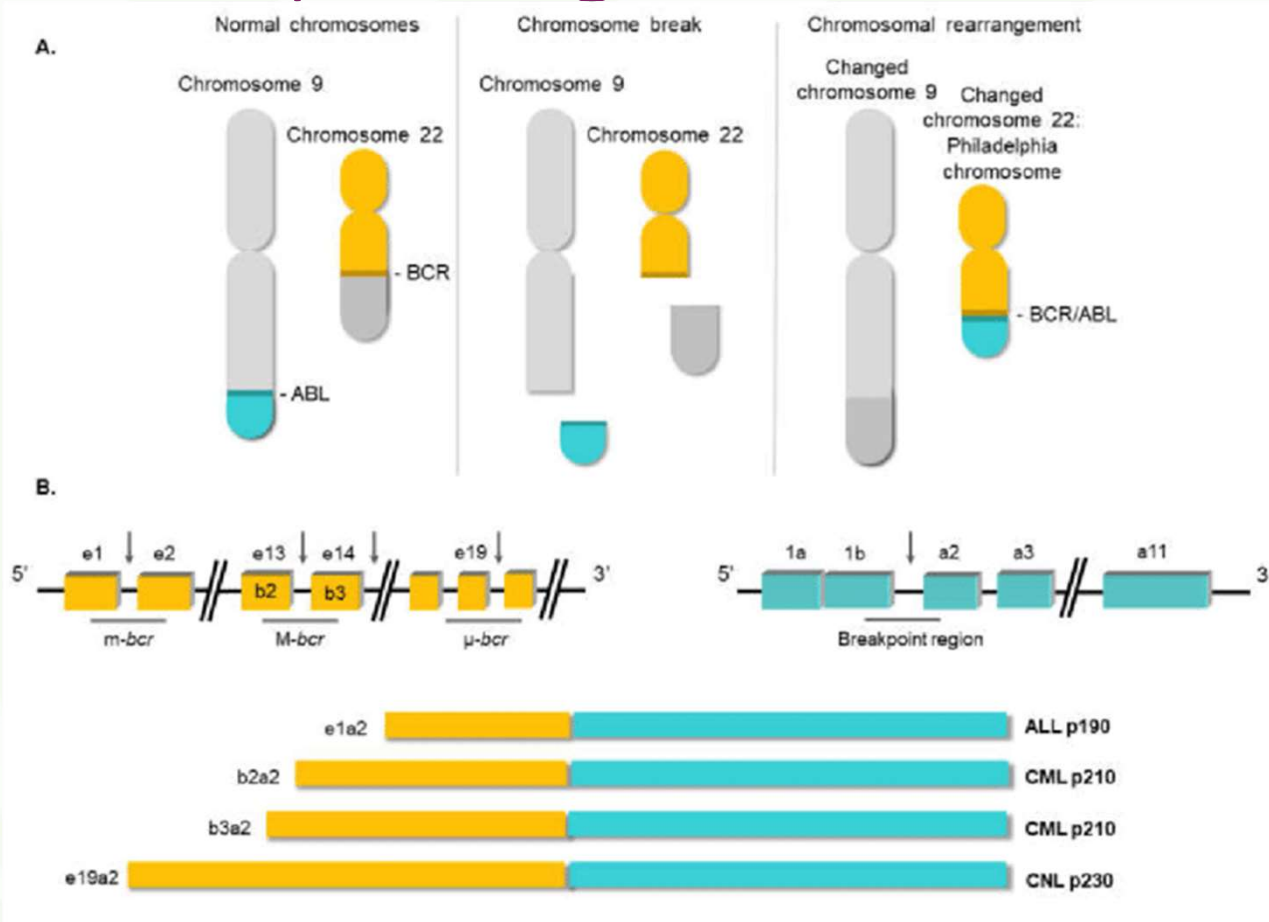 Normal chromosomes
Chromosome break
Chromosomal rearrangement
A.
Chromosome 9
Chromosome 22
- BCR
- ABL
Chromosome 9
Chromosome 22
Changed
chromosome 9
Changed
chromosome 22:
Philadelphia
chromosome
- BCR/ABL
B.
5' e1 e2 e13 e14 e19 3'
b2 b3
m-bcr M-bcr μ-bcr
5' 1a 1b a2 a3 a11 3
Breakpoint region
e1a2 ALL p190
b2a2 CML p210
b3a2 CML p210
e19a2 CNL p230